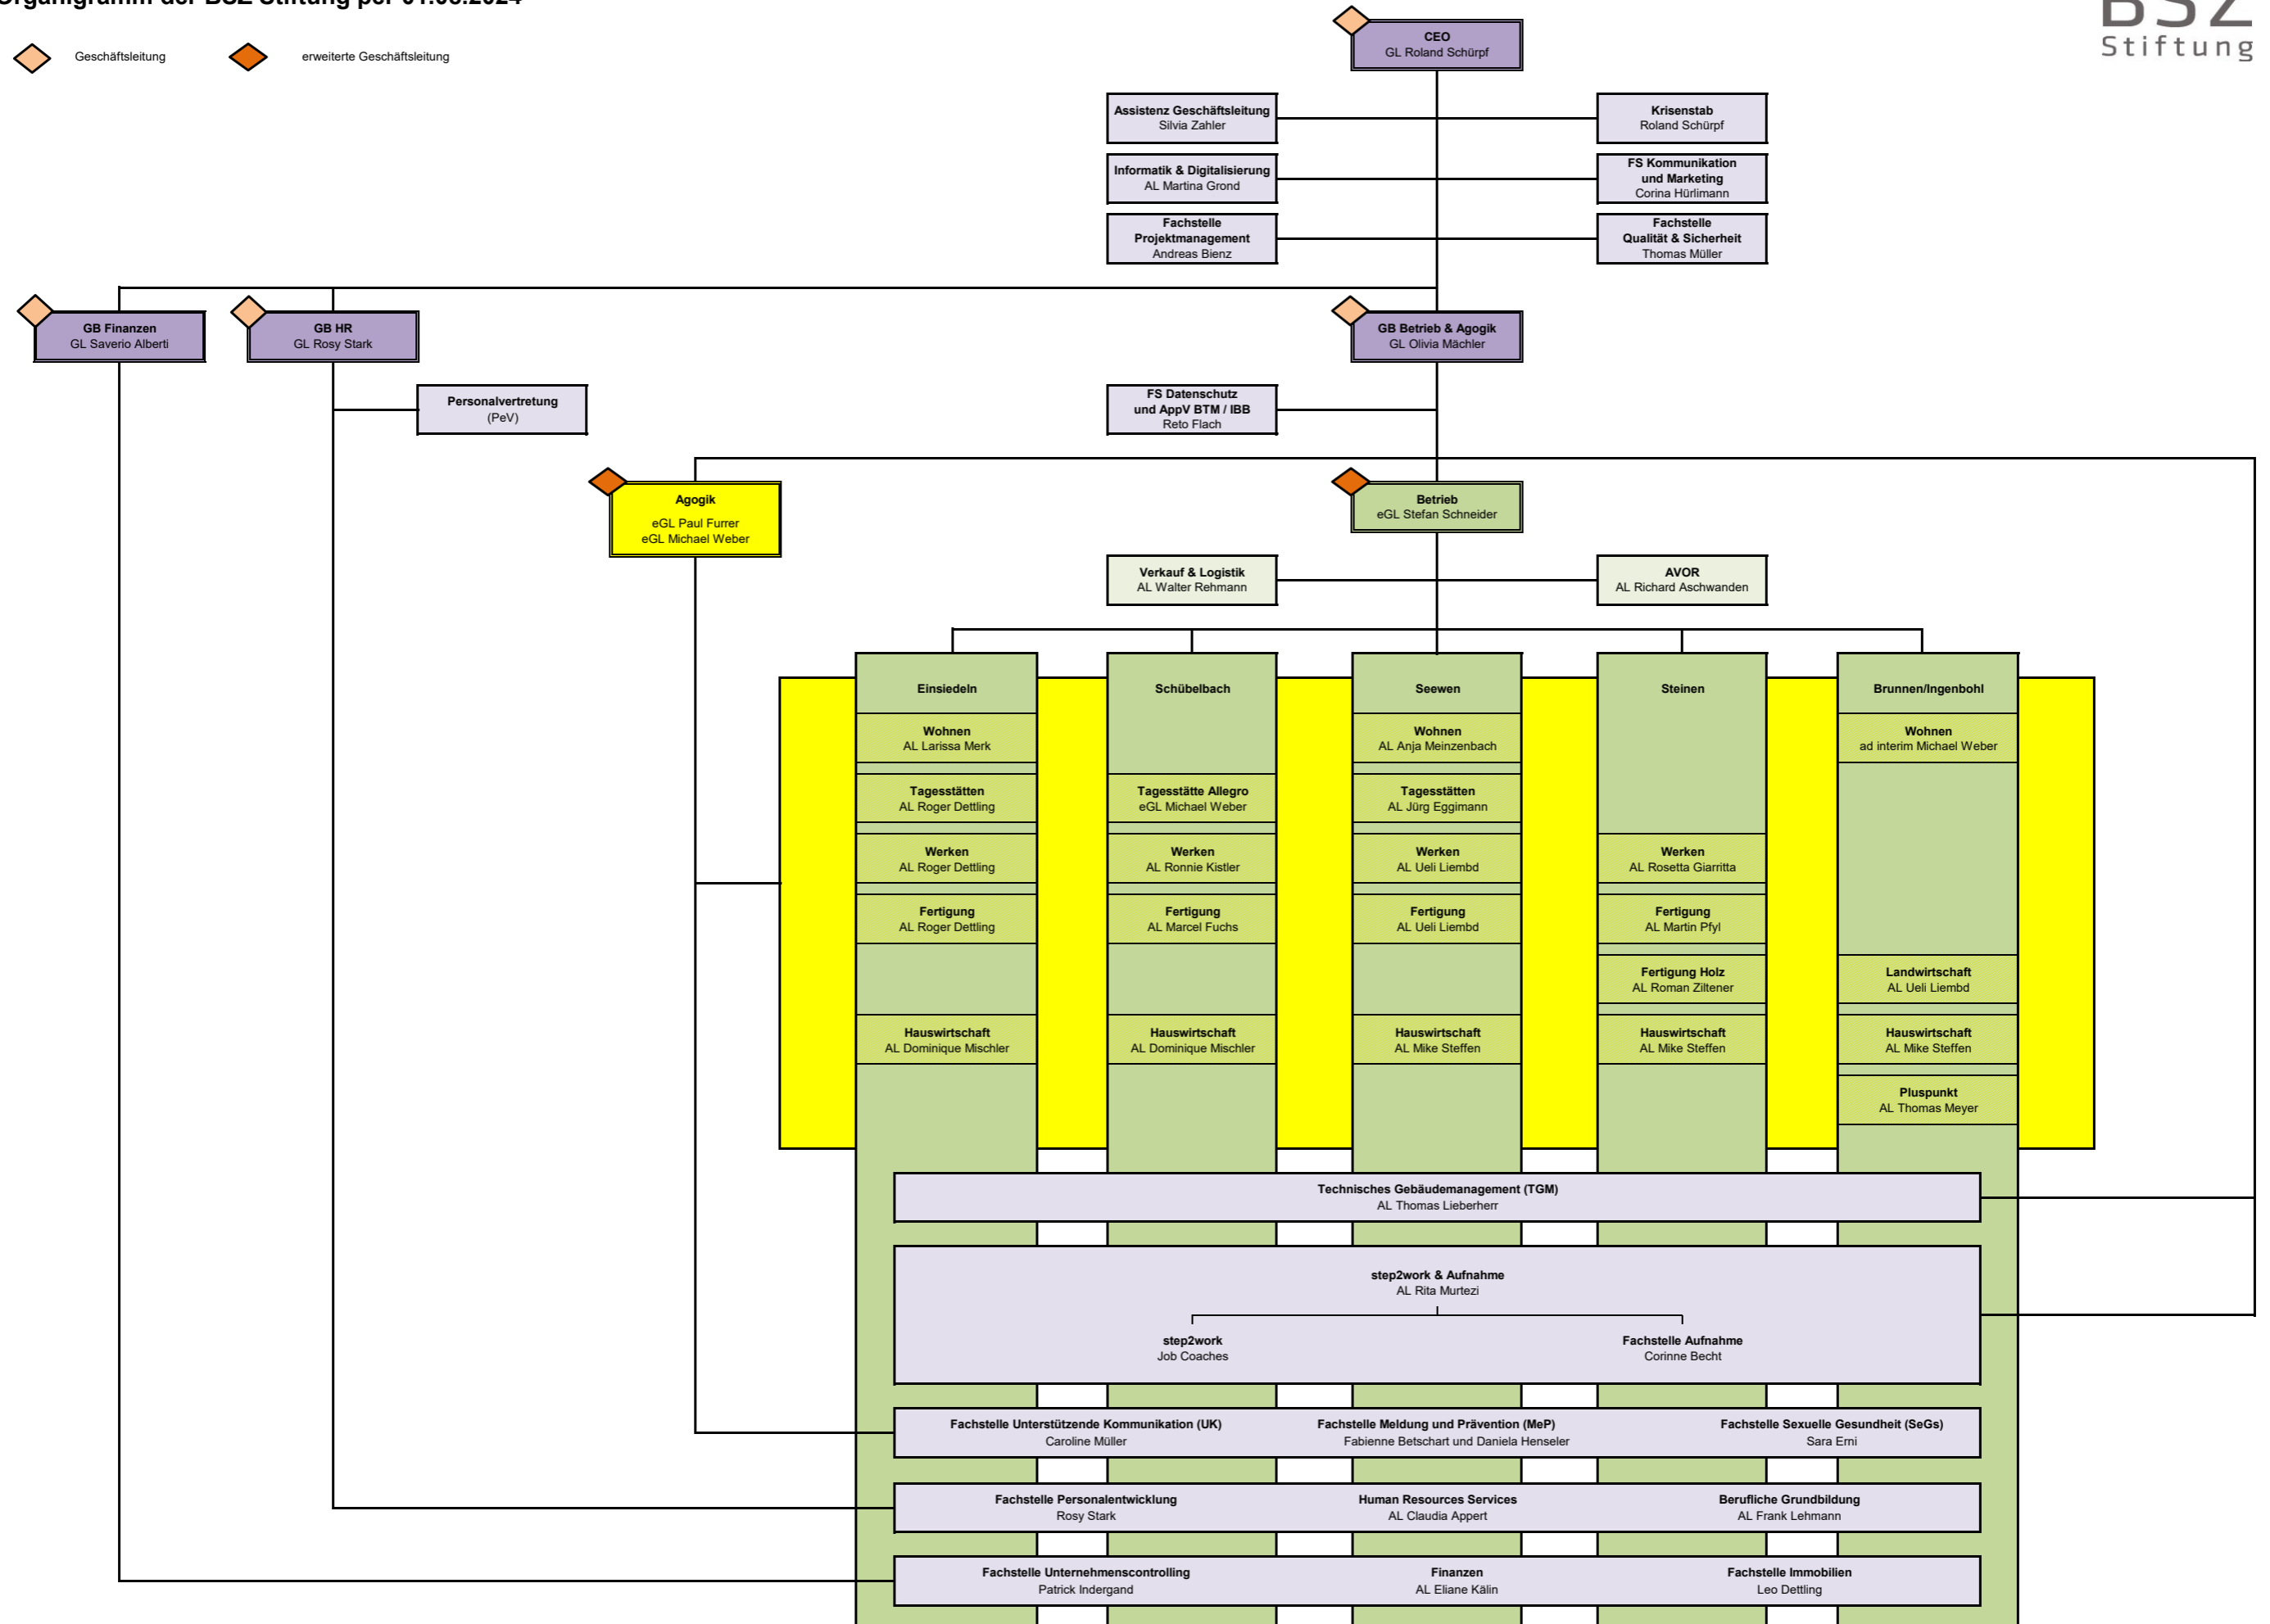 Organigramm der BSZ Stiftung per
BSZ
Stiftung
Geschäftsleitung
erweiterte Geschäftsleitung
CEO
GL Roland Schürpf
Assistenz Geschäftsleitung
Silvia Zahler
Krisenstab
Roland Schürpf
Informatik & Digitalisierung
AL Martina Grond
FS Kommunikation
und Marketing
Corina Hürlimann
Fachstelle
Projektmanagement
Andreas Bienz
Fachstelle
Qualität & Sicherheit
Thomas Müller
GB Finanzen
GL Saverio Alberti
GB HR
GL Rosy Stark
GB Betrieb & Agogik
GL Olivia Mächler
Personalvertretung
(PeV)
FS Datenschutz
und AppV BTM / IBB
Reto Flach
Agogik
eGL Paul Furrer
eGL Michael Weber
Betrieb
eGL Stefan Schneider
Verkauf & Logistik
AL Walter Rehmann
AVOR
AL Richard Aschwanden
Einsiedeln
Schübelbach
Seewen
Steinen
Brunnen/Ingenbohl
Wohnen
AL Larissa Merk
Wohnen
AL Anja Meinzenbach
Wohnen
ad interim Michael Weber
Tagesstätten
AL Roger Dettling
Tagesstätte Allegro
eGL Michael Weber
Tagesstätten
AL Jürg Eggimann
Werken
AL Roger Dettling
Werken
AL Ronnie Kistler
Werken
AL Ueli Liembd
Werken
AL Rosetta Giarritta
Fertigung
AL Roger Dettling
Fertigung
AL Marcel Fuchs
Fertigung
AL Ueli Liembd
Fertigung
AL Martin Pfyl
Fertigung Holz
AL Roman Ziltener
Landwirtschaft
AL Ueli Liembd
Hauswirtschaft
AL Dominique Mischler
Hauswirtschaft
AL Dominique Mischler
Hauswirtschaft
AL Mike Steffen
Hauswirtschaft
AL Mike Steffen
Hauswirtschaft
AL Mike Steffen
Pluspunkt
AL Thomas Meyer
Technisches Gebäudemanagement (TGM)
AL Thomas Lieberherr
step2work & Aufnahme
AL Rita Murtezi
step2work
Job Coaches
Fachstelle Aufnahme
Corinne Becht
Fachstelle Unterstützende Kommunikation (UK)
Caroline Müller
Fachstelle Meldung und Prävention (MeP)
Fabienne Betschart und Daniela Henseler
Fachstelle Sexuelle Gesundheit (SeGs)
Sara Erni
Fachstelle Personalentwicklung
Rosy Stark
Human Resources Services
AL Claudia Appert
Berufliche Grundbildung
AL Frank Lehmann
Fachstelle Unternehmenscontrolling
Patrick Indergand
Finanzen
AL Eliane Kälin
Fachstelle Immobilien
Leo Dettling